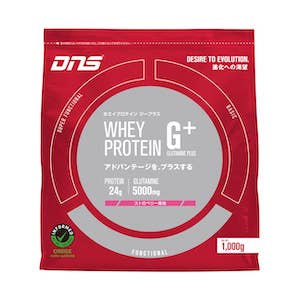 DNS
DESIRE TO EVOLUTION.
進化への渇望
SUPER FUNCTIONAL
BASIC
ホエイプロテイン ジープラス
WHEY
PROTEIN
G+
GLUTAMINE PLUS
アドバンテージを、プラスする
PROTEIN
24g
GLUTAMINE
5000mg
ストロベリー風味
INFORMED
CHOICE
FUNCTIONAL
1,000g